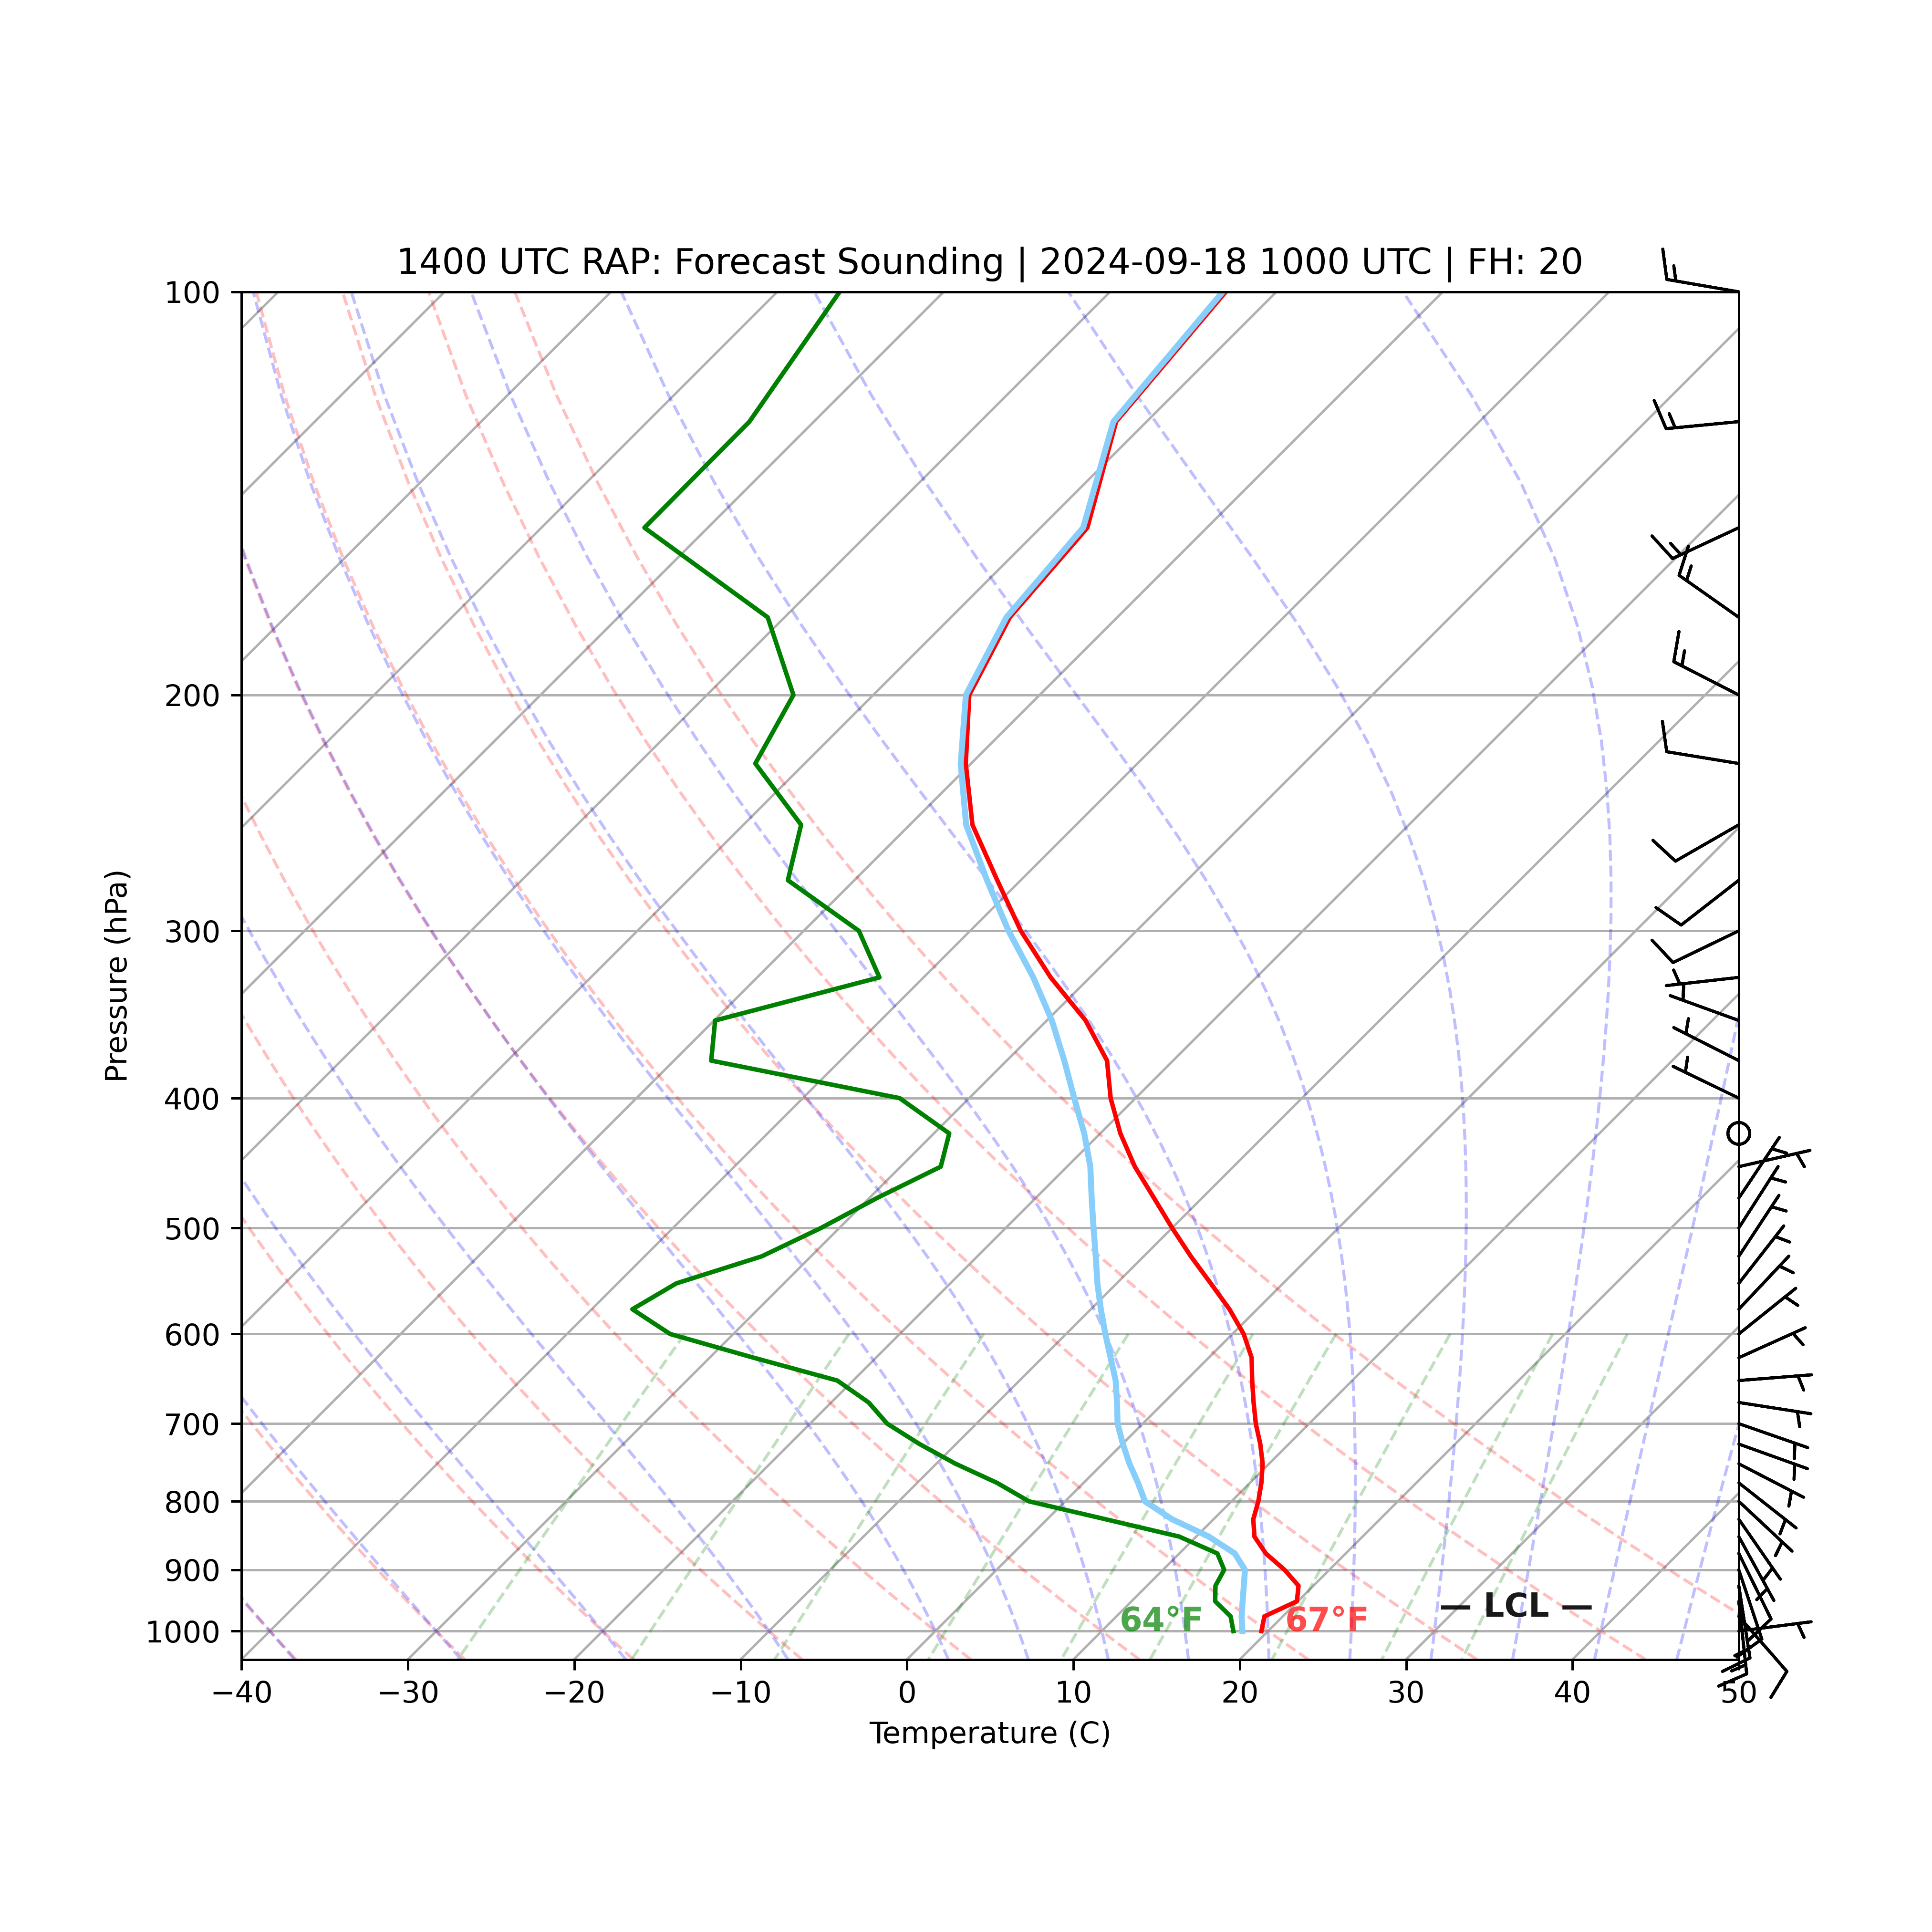 1400 UTC RAP: Forecast Sounding | 2024-09-18 1000 UTC | FH: 20
100
200
300
400
500
600
700
800
900
1000
Pressure (hPa)
64°F
67°F
— LCL —
−40 −30 −20 −10 0 10 20 30 40 50
Temperature (C)